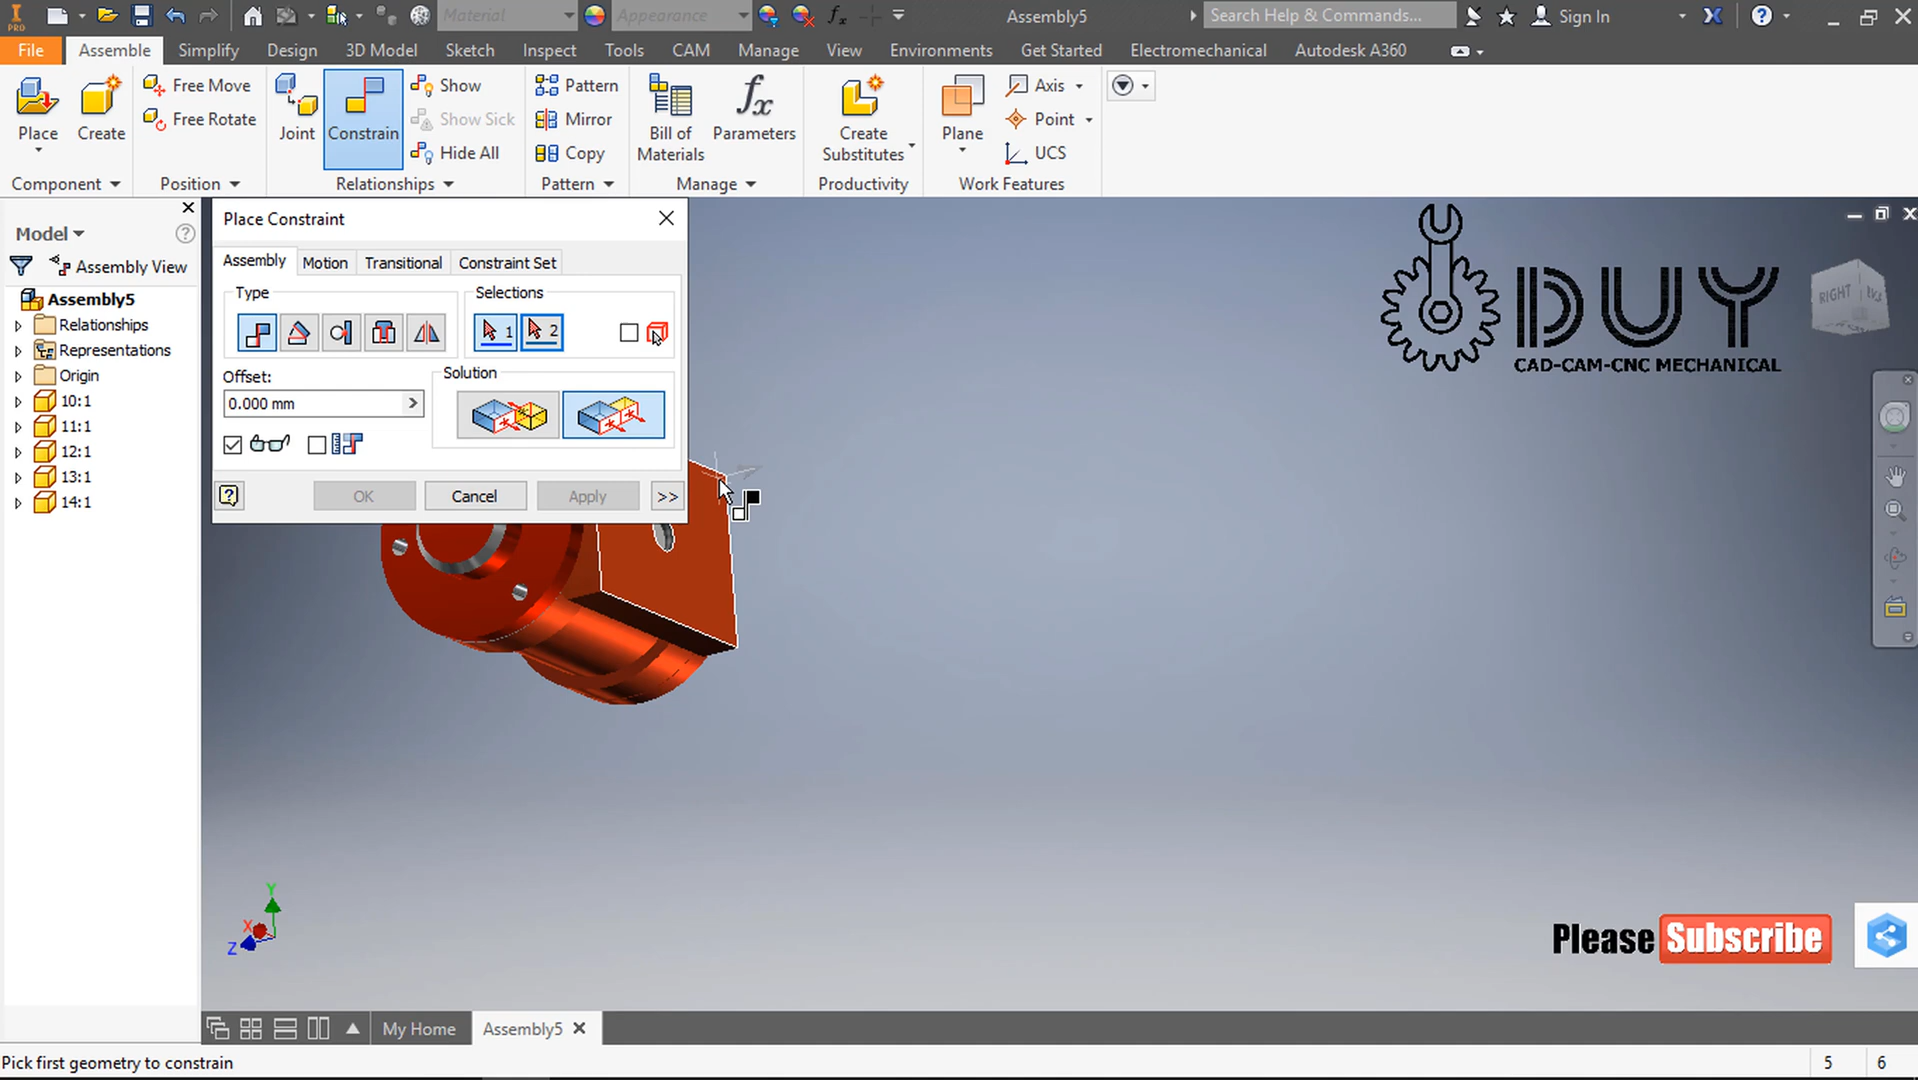 Material
Appearance
Assembly5
Search Help & Commands...
Sign In
PRO
File
Assemble
Simplify
Design
3D Model
Sketch
Inspect
Tools
CAM
Manage
View
Environments
Get Started
Electromechanical
Autodesk A360
Place
Create
Free Move
Free Rotate
Joint
Constrain
Show
Show Sick
Hide All
Pattern
Mirror
Copy
Bill of
Materials
Parameters
Create
Substitutes
Plane
Axis
Point
UCS
Component
Position
Relationships
Pattern
Manage
Productivity
Work Features
Model
Assembly View
Assembly5
Relationships
Representations
Origin
10:1
11:1
12:1
13:1
14:1
Place Constraint
Assembly
Motion
Transitional
Constraint Set
Type
Selections
1
2
Offset:
0.000 mm
Solution
OK
Cancel
Apply
>>
DUY
CAD-CAM-CNC MECHANICAL
RIGHT
Y
X
Z
Please Subscribe
My Home
Assembly5
Pick first geometry to constrain
5
6